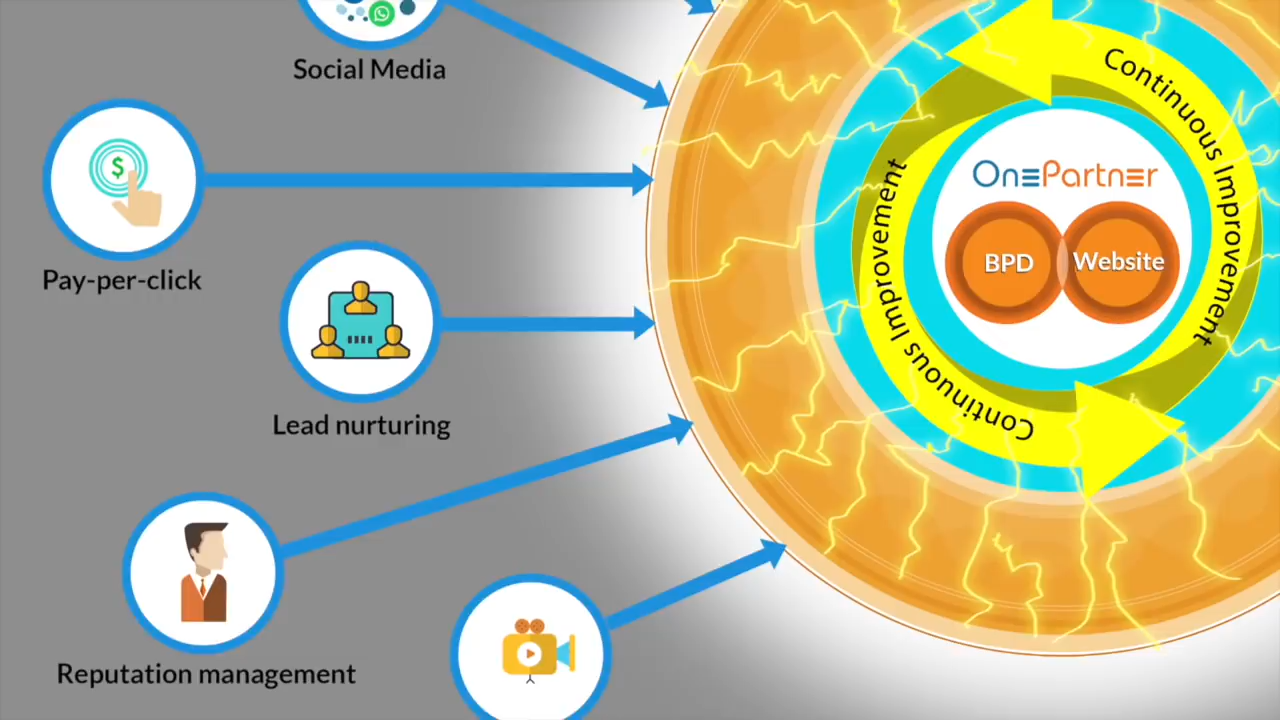 Social Media
Continuous Improvement
OnePartner
$
BPD
Website
Pay-per-click
Continuous Improvement
Lead nurturing
Reputation management